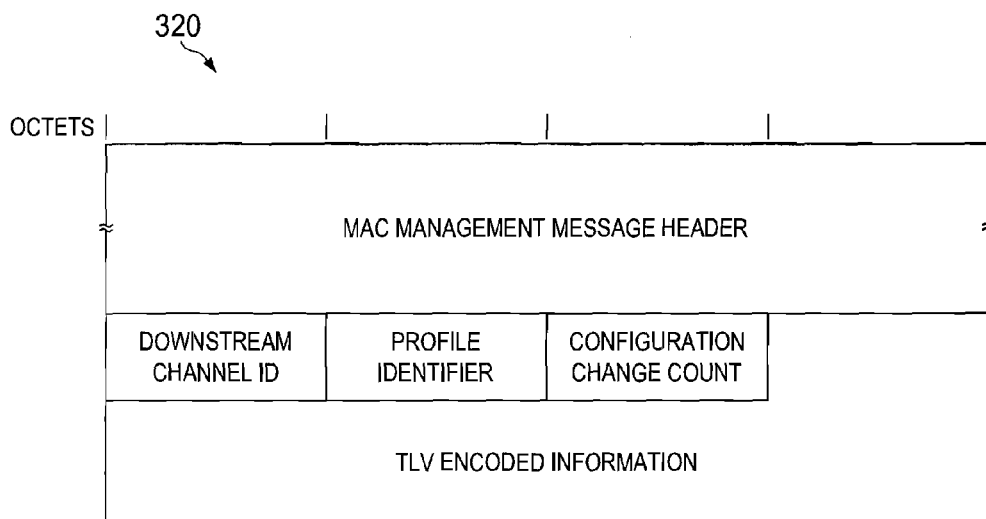 320
OCTETS
MAC MANAGEMENT MESSAGE HEADER
DOWNSTREAM
CHANNEL ID
PROFILE
IDENTIFIER
CONFIGURATION
CHANGE COUNT
TLV ENCODED INFORMATION